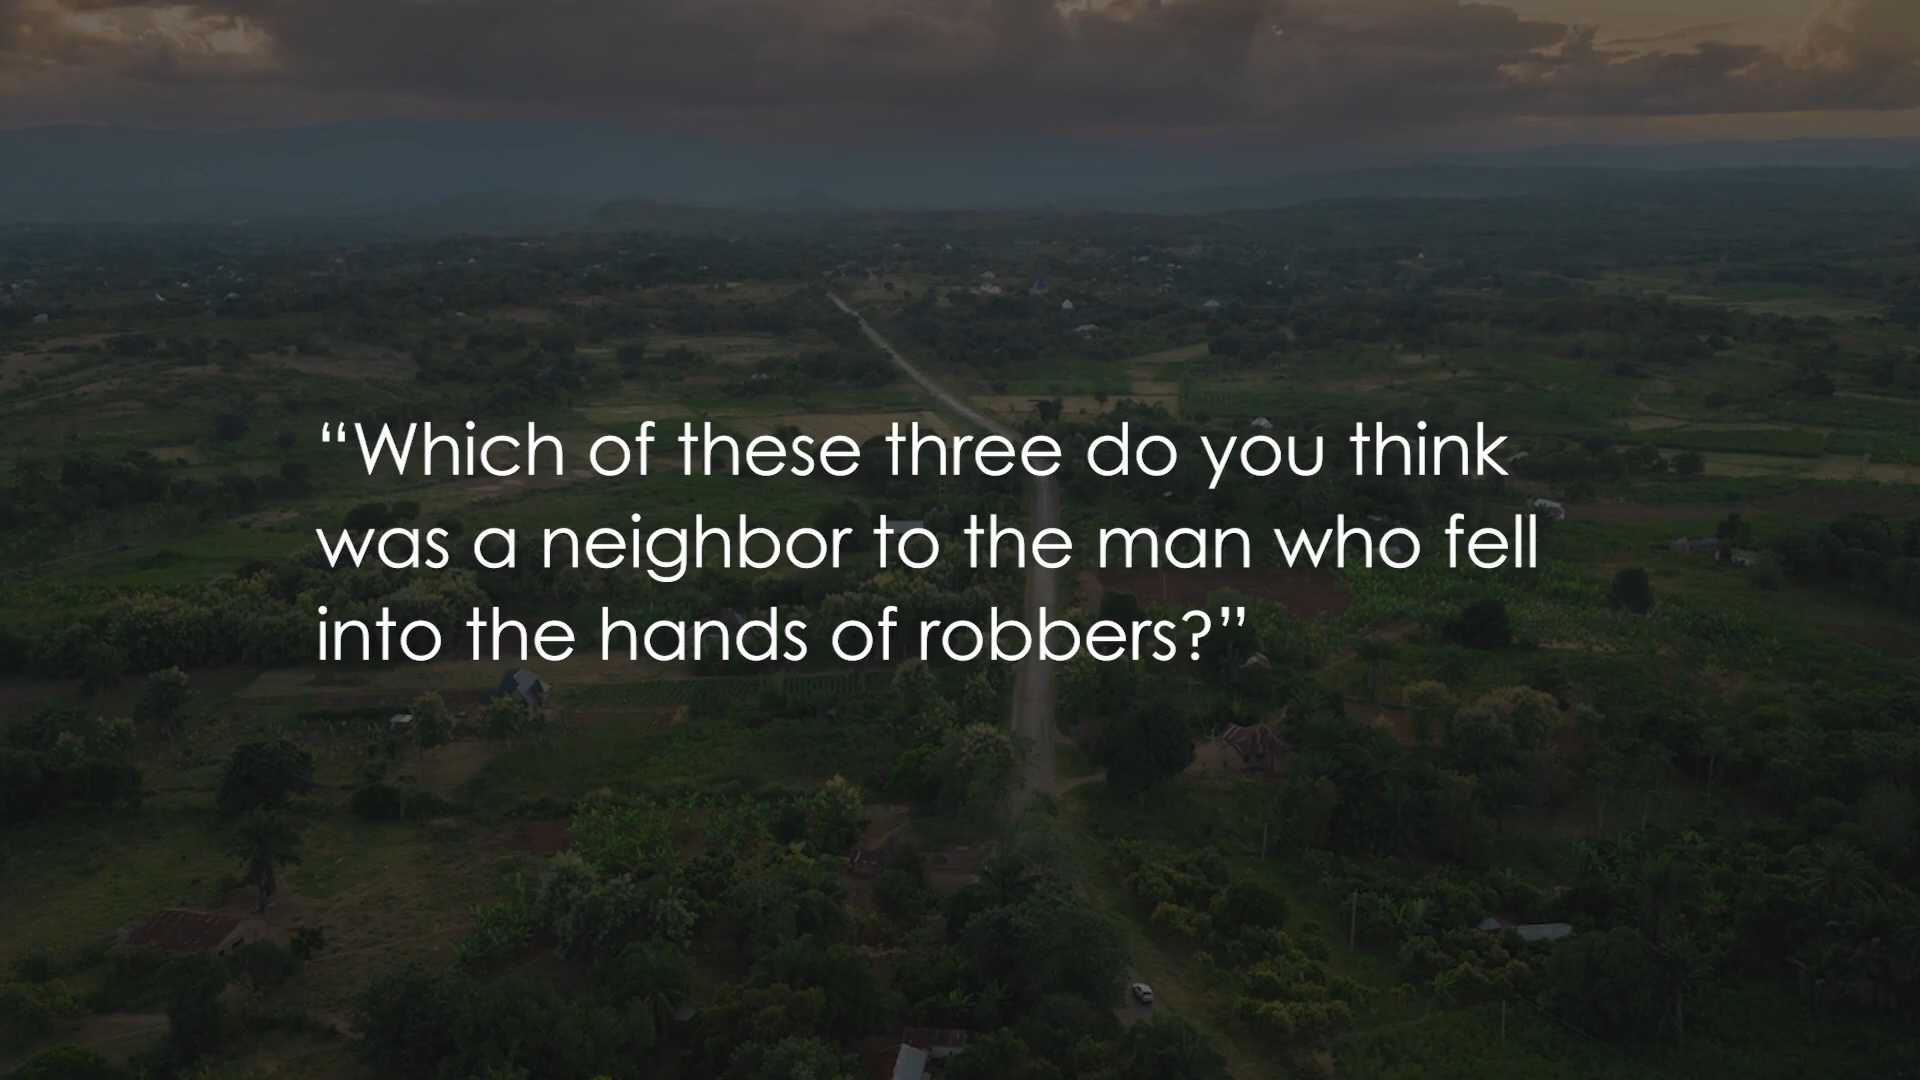 “Which of these three do you think
was a neighbor to the man who fell
into the hands of robbers?”